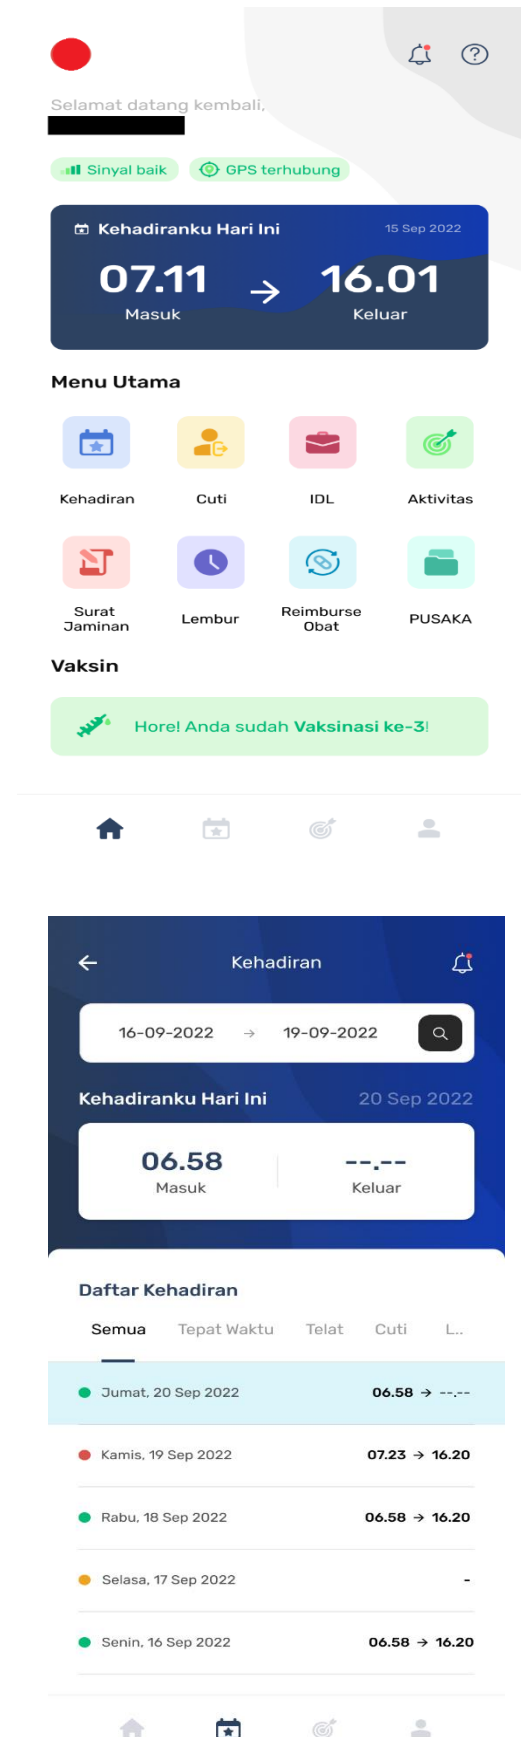 Selamat datang kembali,
Sinyal baik GPS terhubung
Kehadiranku Hari Ini 15 Sep 2022
07.11 → 16.01
Masuk Keluar
Menu Utama
Kehadiran Cuti IDL Aktivitas
Surat Jaminan Lembur Reimburse Obat PUSAKA
Vaksin
Hore! Anda sudah Vaksinasi ke-3!
Kehadiran
16-09-2022 → 19-09-2022
Kehadiranku Hari Ini 20 Sep 2022
06.58 --.--
Masuk Keluar
Daftar Kehadiran
Semua Tepat Waktu Telat Cuti L..
Jumat, 20 Sep 2022 06.58 → --.--
Kamis, 19 Sep 2022 07.23 → 16.20
Rabu, 18 Sep 2022 06.58 → 16.20
Selasa, 17 Sep 2022 -
Senin, 16 Sep 2022 06.58 → 16.20